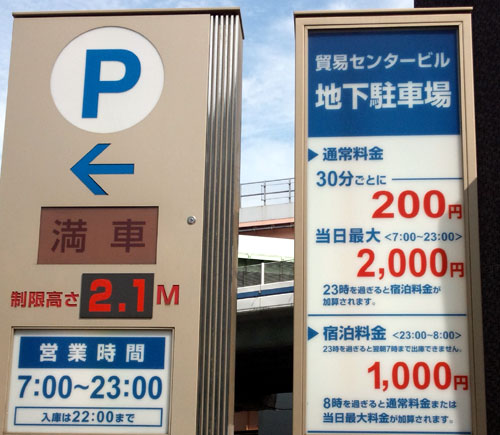 P
満車
制限高さ 2.1M
営業時間
7:00~23:00
入庫は22:00まで
貿易センタービル
地下駐車場
通常料金
30分ごとに
200円
当日最大 <7:00~23:00>
2,000円
23時を過ぎると宿泊料金が
加算されます。
宿泊料金 <23:00~8:00>
23時を過ぎると翌朝7時まで出庫できません。
1,000円
8時を過ぎると通常料金または
当日最大料金が加算されます。